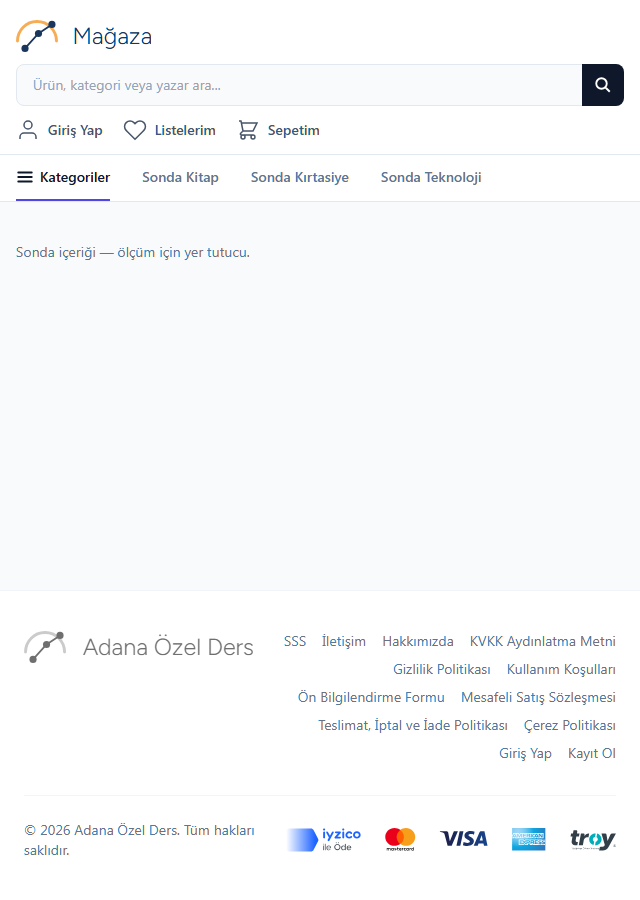 Mağaza
Ürün, kategori veya yazar ara...
Giriş Yap Listelerim Sepetim
Kategoriler Sonda Kitap Sonda Kırtasiye Sonda Teknoloji
Sonda içeriği — ölçüm için yer tutucu.
Adana Özel Ders
SSS İletişim Hakkımızda KVKK Aydınlatma Metni
Gizlilik Politikası Kullanım Koşulları
Ön Bilgilendirme Formu Mesafeli Satış Sözleşmesi
Teslimat, İptal ve İade Politikası Çerez Politikası
Giriş Yap Kayıt Ol
© 2026 Adana Özel Ders. Tüm hakları
saklıdır.
iyzico
ile Öde
mastercard
VISA
AMERICAN
EXPRESS
troy